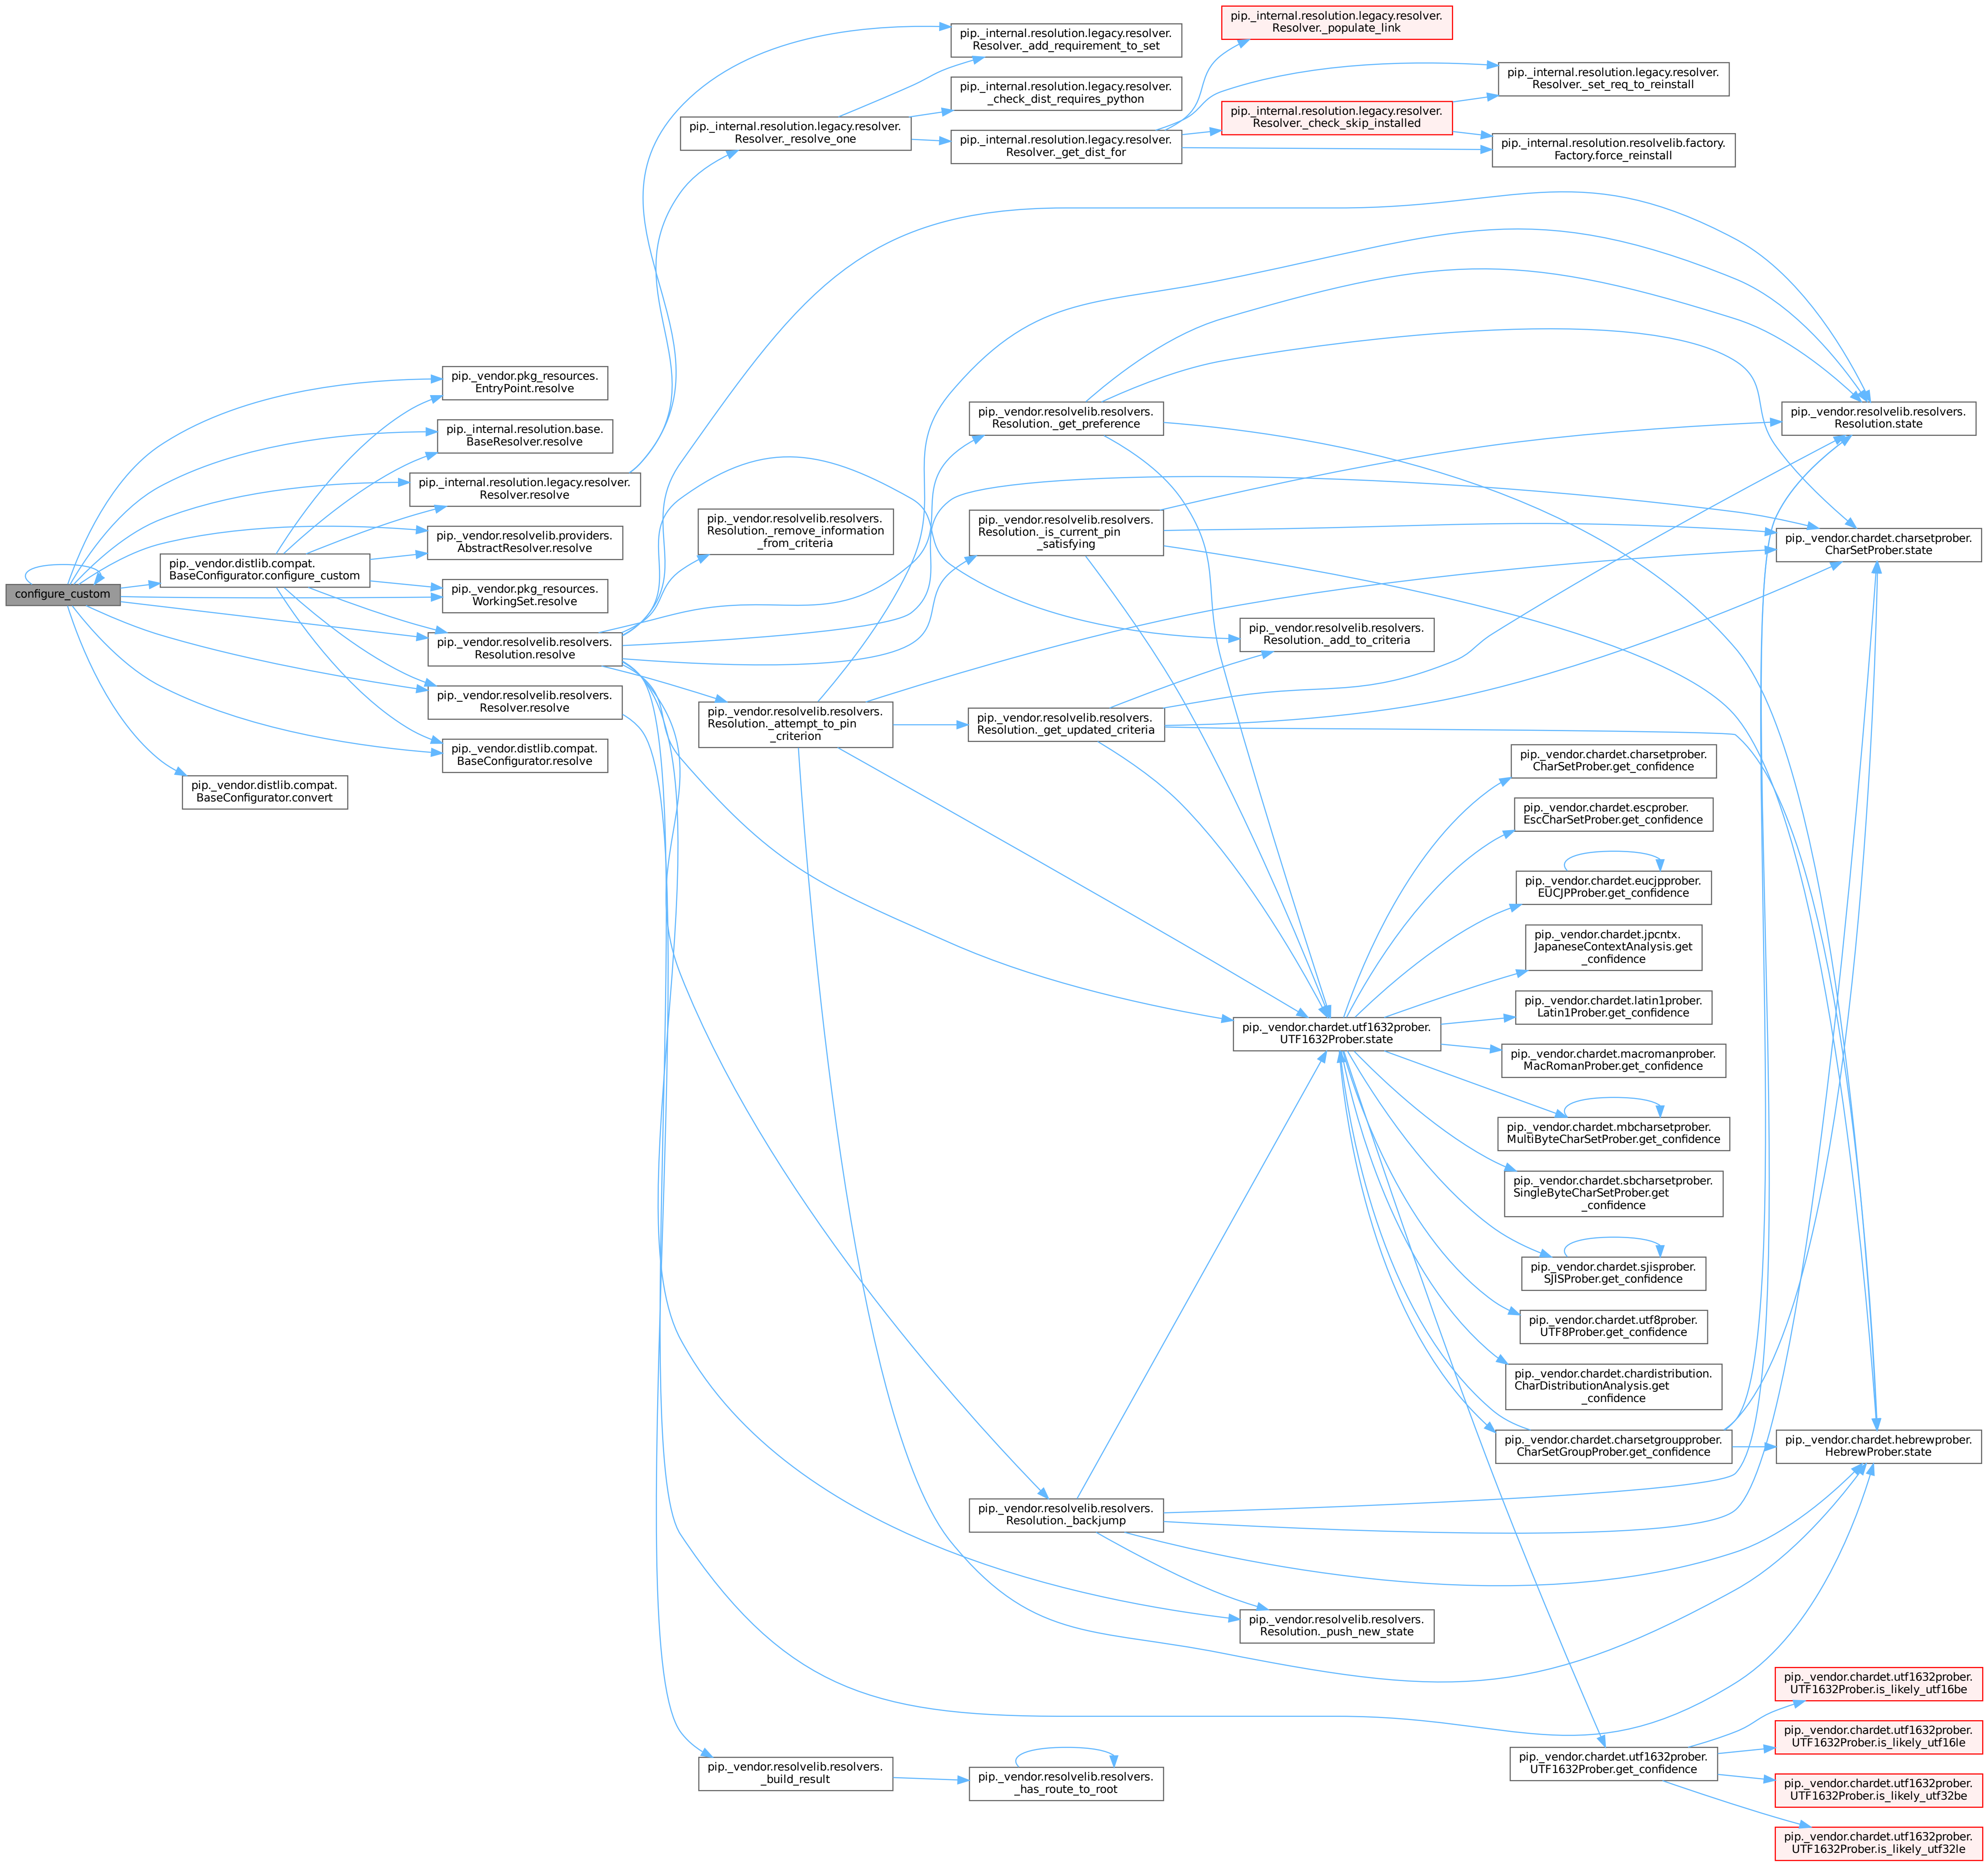 configure_custom
pip._vendor.distlib.compat.
BaseConfigurator.configure_custom
pip._vendor.distlib.compat.
BaseConfigurator.convert
pip._vendor.pkg_resources.
EntryPoint.resolve
pip._internal.resolution.base.
BaseResolver.resolve
pip._internal.resolution.legacy.resolver.
Resolver.resolve
pip._vendor.resolvelib.providers.
AbstractResolver.resolve
pip._vendor.pkg_resources.
WorkingSet.resolve
pip._vendor.resolvelib.resolvers.
Resolution.resolve
pip._vendor.resolvelib.resolvers.
Resolver.resolve
pip._vendor.distlib.compat.
BaseConfigurator.resolve
pip._internal.resolution.legacy.resolver.
Resolver._resolve_one
pip._vendor.resolvelib.resolvers.
Resolution._remove_information
_from_criteria
pip._vendor.resolvelib.resolvers.
Resolution._attempt_to_pin
_criterion
pip._vendor.resolvelib.resolvers.
_build_result
pip._internal.resolution.legacy.resolver.
Resolver._add_requirement_to_set
pip._internal.resolution.legacy.resolver.
_check_dist_requires_python
pip._internal.resolution.legacy.resolver.
Resolver._get_dist_for
pip._vendor.resolvelib.resolvers.
Resolution._get_preference
pip._vendor.resolvelib.resolvers.
Resolution._is_current_pin
_satisfying
pip._vendor.resolvelib.resolvers.
Resolution._get_updated_criteria
pip._vendor.resolvelib.resolvers.
Resolution._backjump
pip._vendor.resolvelib.resolvers.
_has_route_to_root
pip._internal.resolution.legacy.resolver.
Resolver._populate_link
pip._internal.resolution.legacy.resolver.
Resolver._check_skip_installed
pip._vendor.resolvelib.resolvers.
Resolution._add_to_criteria
pip._vendor.chardet.utf1632prober.
UTF1632Prober.state
pip._vendor.resolvelib.resolvers.
Resolution._push_new_state
pip._internal.resolution.legacy.resolver.
Resolver._set_req_to_reinstall
pip._internal.resolution.resolvelib.factory.
Factory.force_reinstall
pip._vendor.chardet.charsetprober.
CharSetProber.get_confidence
pip._vendor.chardet.escprober.
EscCharSetProber.get_confidence
pip._vendor.chardet.eucjpprober.
EUCJPProber.get_confidence
pip._vendor.chardet.jpcntx.
JapaneseContextAnalysis.get
_confidence
pip._vendor.chardet.latin1prober.
Latin1Prober.get_confidence
pip._vendor.chardet.macromanprober.
MacRomanProber.get_confidence
pip._vendor.chardet.mbcharsetprober.
MultiByteCharSetProber.get_confidence
pip._vendor.chardet.sbcharsetprober.
SingleByteCharSetProber.get
_confidence
pip._vendor.chardet.sjisprober.
SJISProber.get_confidence
pip._vendor.chardet.utf8prober.
UTF8Prober.get_confidence
pip._vendor.chardet.chardistribution.
CharDistributionAnalysis.get
_confidence
pip._vendor.chardet.charsetgroupprober.
CharSetGroupProber.get_confidence
pip._vendor.chardet.utf1632prober.
UTF1632Prober.get_confidence
pip._vendor.resolvelib.resolvers.
Resolution.state
pip._vendor.chardet.charsetprober.
CharSetProber.state
pip._vendor.chardet.hebrewprober.
HebrewProber.state
pip._vendor.chardet.utf1632prober.
UTF1632Prober.is_likely_utf16be
pip._vendor.chardet.utf1632prober.
UTF1632Prober.is_likely_utf16le
pip._vendor.chardet.utf1632prober.
UTF1632Prober.is_likely_utf32be
pip._vendor.chardet.utf1632prober.
UTF1632Prober.is_likely_utf32le